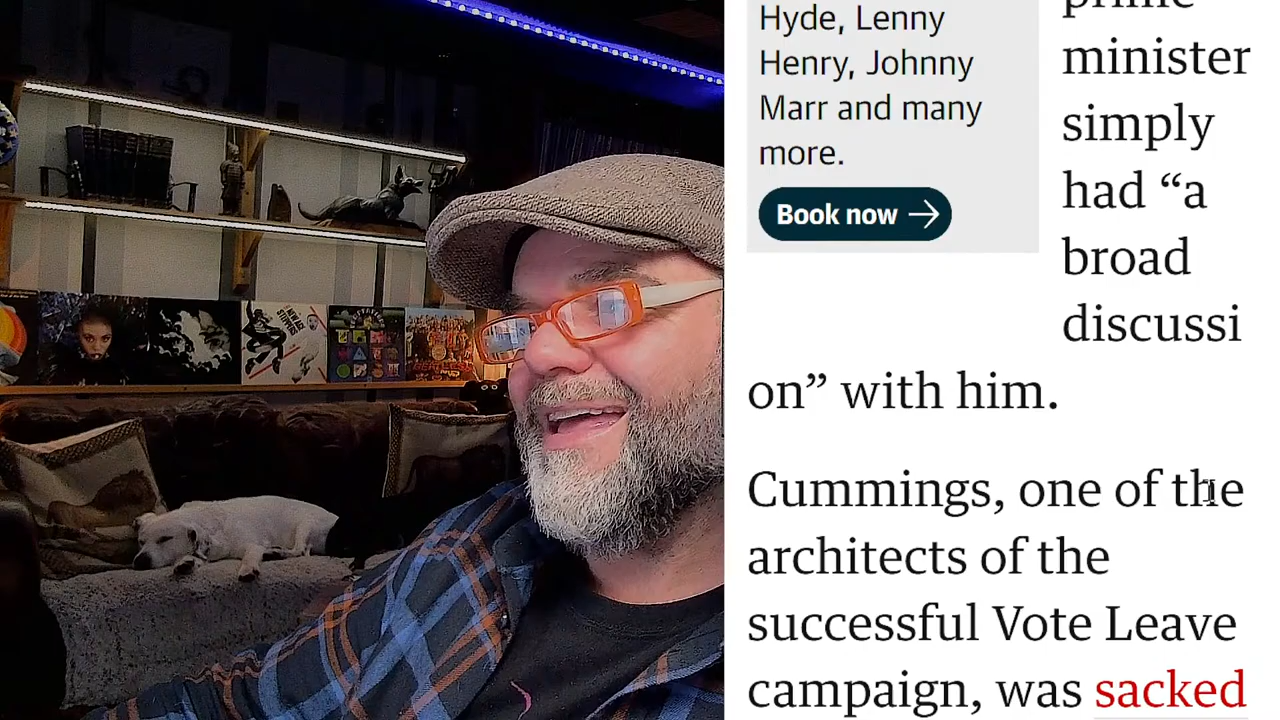 Hyde, Lenny
Henry, Johnny
Marr and many
more.
Book now
prime
minister
simply
had “a
broad
discussi
on” with him.
Cummings, one of the
architects of the
successful Vote Leave
campaign, was sacked